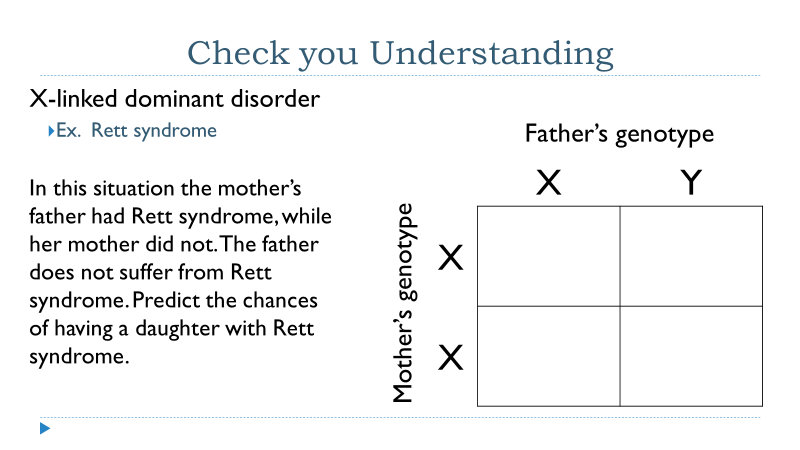 Check you Understanding
X-linked dominant disorder
Ex. Rett syndrome
In this situation the mother's
father had Rett syndrome, while
her mother did not. The father
does not suffer from Rett
syndrome. Predict the chances
of having a daughter with Rett
syndrome.
Father's genotype
X Y
Mother's genotype
X
X